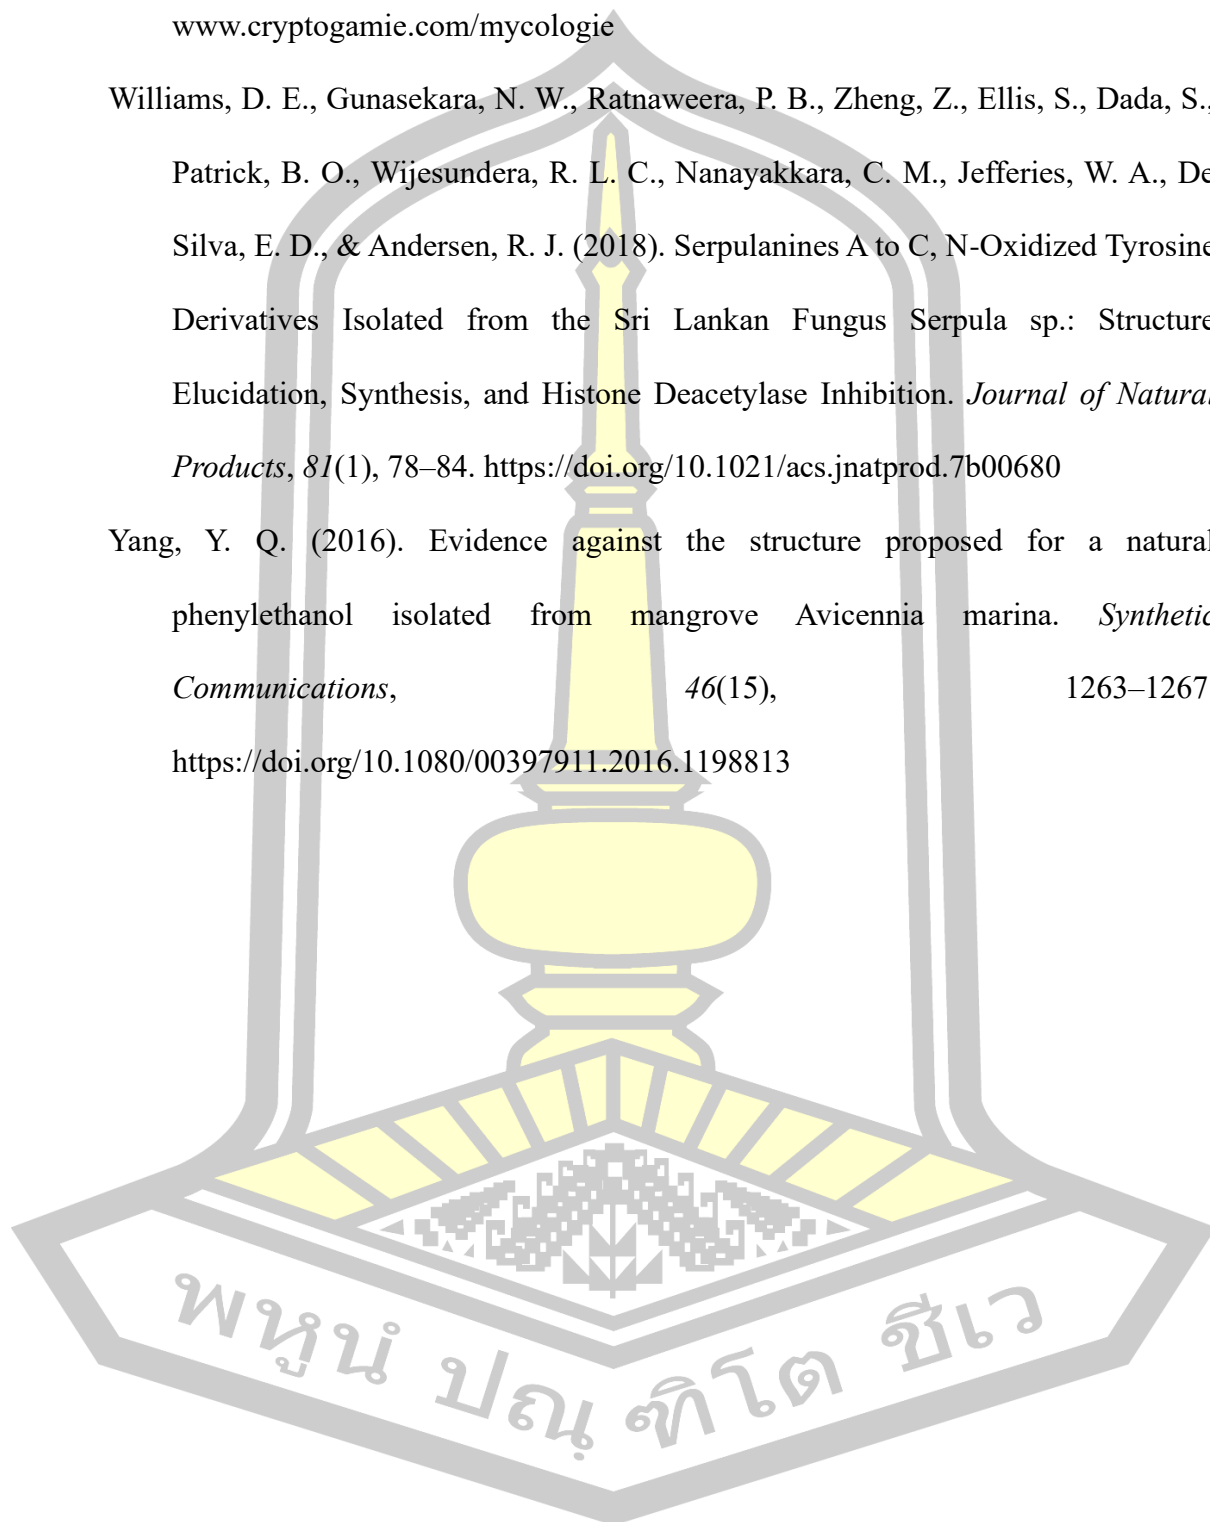 www.cryptogamie.com/mycologie
Williams, D. E., Gunasekara, N. W., Ratnaweera, P. B., Zheng, Z., Ellis, S., Dada, S.,
Patrick, B. O., Wijesundera, R. L. C., Nanayakkara, C. M., Jefferies, W. A., De
Silva, E. D., & Andersen, R. J. (2018). Serpulanines A to C, N-Oxidized Tyrosine
Derivatives Isolated from the Sri Lankan Fungus Serpula sp.: Structure
Elucidation, Synthesis, and Histone Deacetylase Inhibition. Journal of Natural
Products, 81(1), 78–84. https://doi.org/10.1021/acs.jnatprod.7b00680
Yang, Y. Q. (2016). Evidence against the structure proposed for a natural
phenylethanol isolated from mangrove Avicennia marina. Synthetic
Communications, 46(15), 1263–1267.
https://doi.org/10.1080/00397911.2016.1198813
พหูนํ ปณฺฑิโต ชีเว